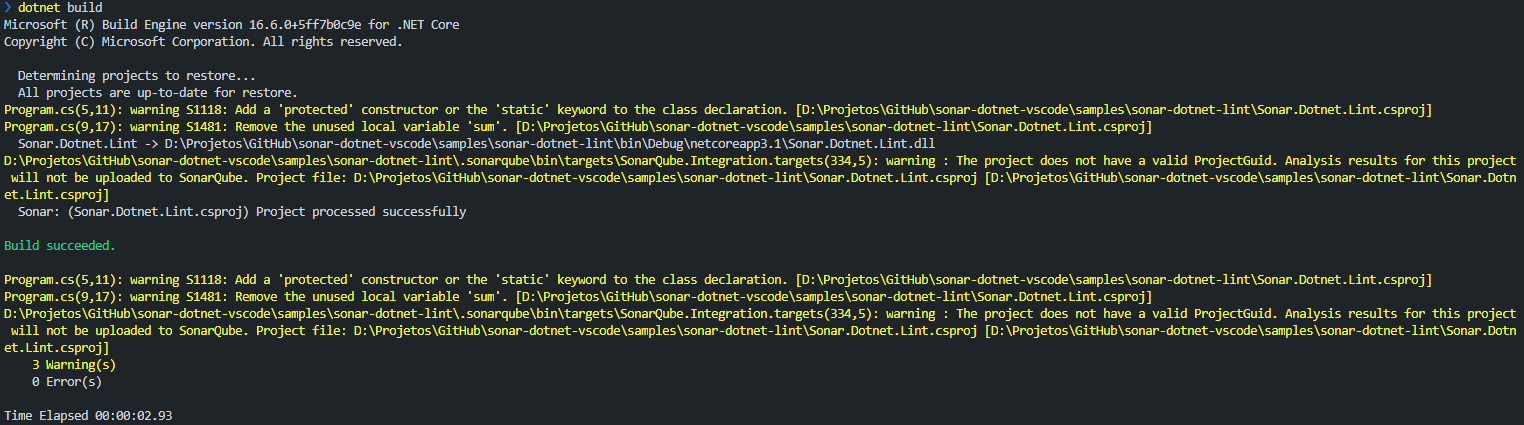 ❯ dotnet build
Microsoft (R) Build Engine version 16.6.0+5ff7b0c9e for .NET Core
Copyright (C) Microsoft Corporation. All rights reserved.

  Determining projects to restore...
  All projects are up-to-date for restore.
Program.cs(5,11): warning S1118: Add a 'protected' constructor or the 'static' keyword to the class declaration. [D:\Projetos\GitHub\sonar-dotnet-vscode\samples\sonar-dotnet-lint\Sonar.Dotnet.Lint.csproj]
Program.cs(9,17): warning S1481: Remove the unused local variable 'sum'. [D:\Projetos\GitHub\sonar-dotnet-vscode\samples\sonar-dotnet-lint\Sonar.Dotnet.Lint.csproj]
  Sonar.Dotnet.Lint -> D:\Projetos\GitHub\sonar-dotnet-vscode\samples\sonar-dotnet-lint\bin\Debug\netcoreapp3.1\Sonar.Dotnet.Lint.dll
D:\Projetos\GitHub\sonar-dotnet-vscode\samples\sonar-dotnet-lint\.sonarqube\bin\targets\SonarQube.Integration.targets(334,5): warning : The project does not have a valid ProjectGuid. Analysis results for this project
 will not be uploaded to SonarQube. Project file: D:\Projetos\GitHub\sonar-dotnet-vscode\samples\sonar-dotnet-lint\Sonar.Dotnet.Lint.csproj [D:\Projetos\GitHub\sonar-dotnet-vscode\samples\sonar-dotnet-lint\Sonar.Dotn
et.Lint.csproj]
  Sonar: (Sonar.Dotnet.Lint.csproj) Project processed successfully

Build succeeded.

Program.cs(5,11): warning S1118: Add a 'protected' constructor or the 'static' keyword to the class declaration. [D:\Projetos\GitHub\sonar-dotnet-vscode\samples\sonar-dotnet-lint\Sonar.Dotnet.Lint.csproj]
Program.cs(9,17): warning S1481: Remove the unused local variable 'sum'. [D:\Projetos\GitHub\sonar-dotnet-vscode\samples\sonar-dotnet-lint\Sonar.Dotnet.Lint.csproj]
D:\Projetos\GitHub\sonar-dotnet-vscode\samples\sonar-dotnet-lint\.sonarqube\bin\targets\SonarQube.Integration.targets(334,5): warning : The project does not have a valid ProjectGuid. Analysis results for this project
 will not be uploaded to SonarQube. Project file: D:\Projetos\GitHub\sonar-dotnet-vscode\samples\sonar-dotnet-lint\Sonar.Dotnet.Lint.csproj [D:\Projetos\GitHub\sonar-dotnet-vscode\samples\sonar-dotnet-lint\Sonar.Dotn
et.Lint.csproj]
    3 Warning(s)
    0 Error(s)

Time Elapsed 00:00:02.93